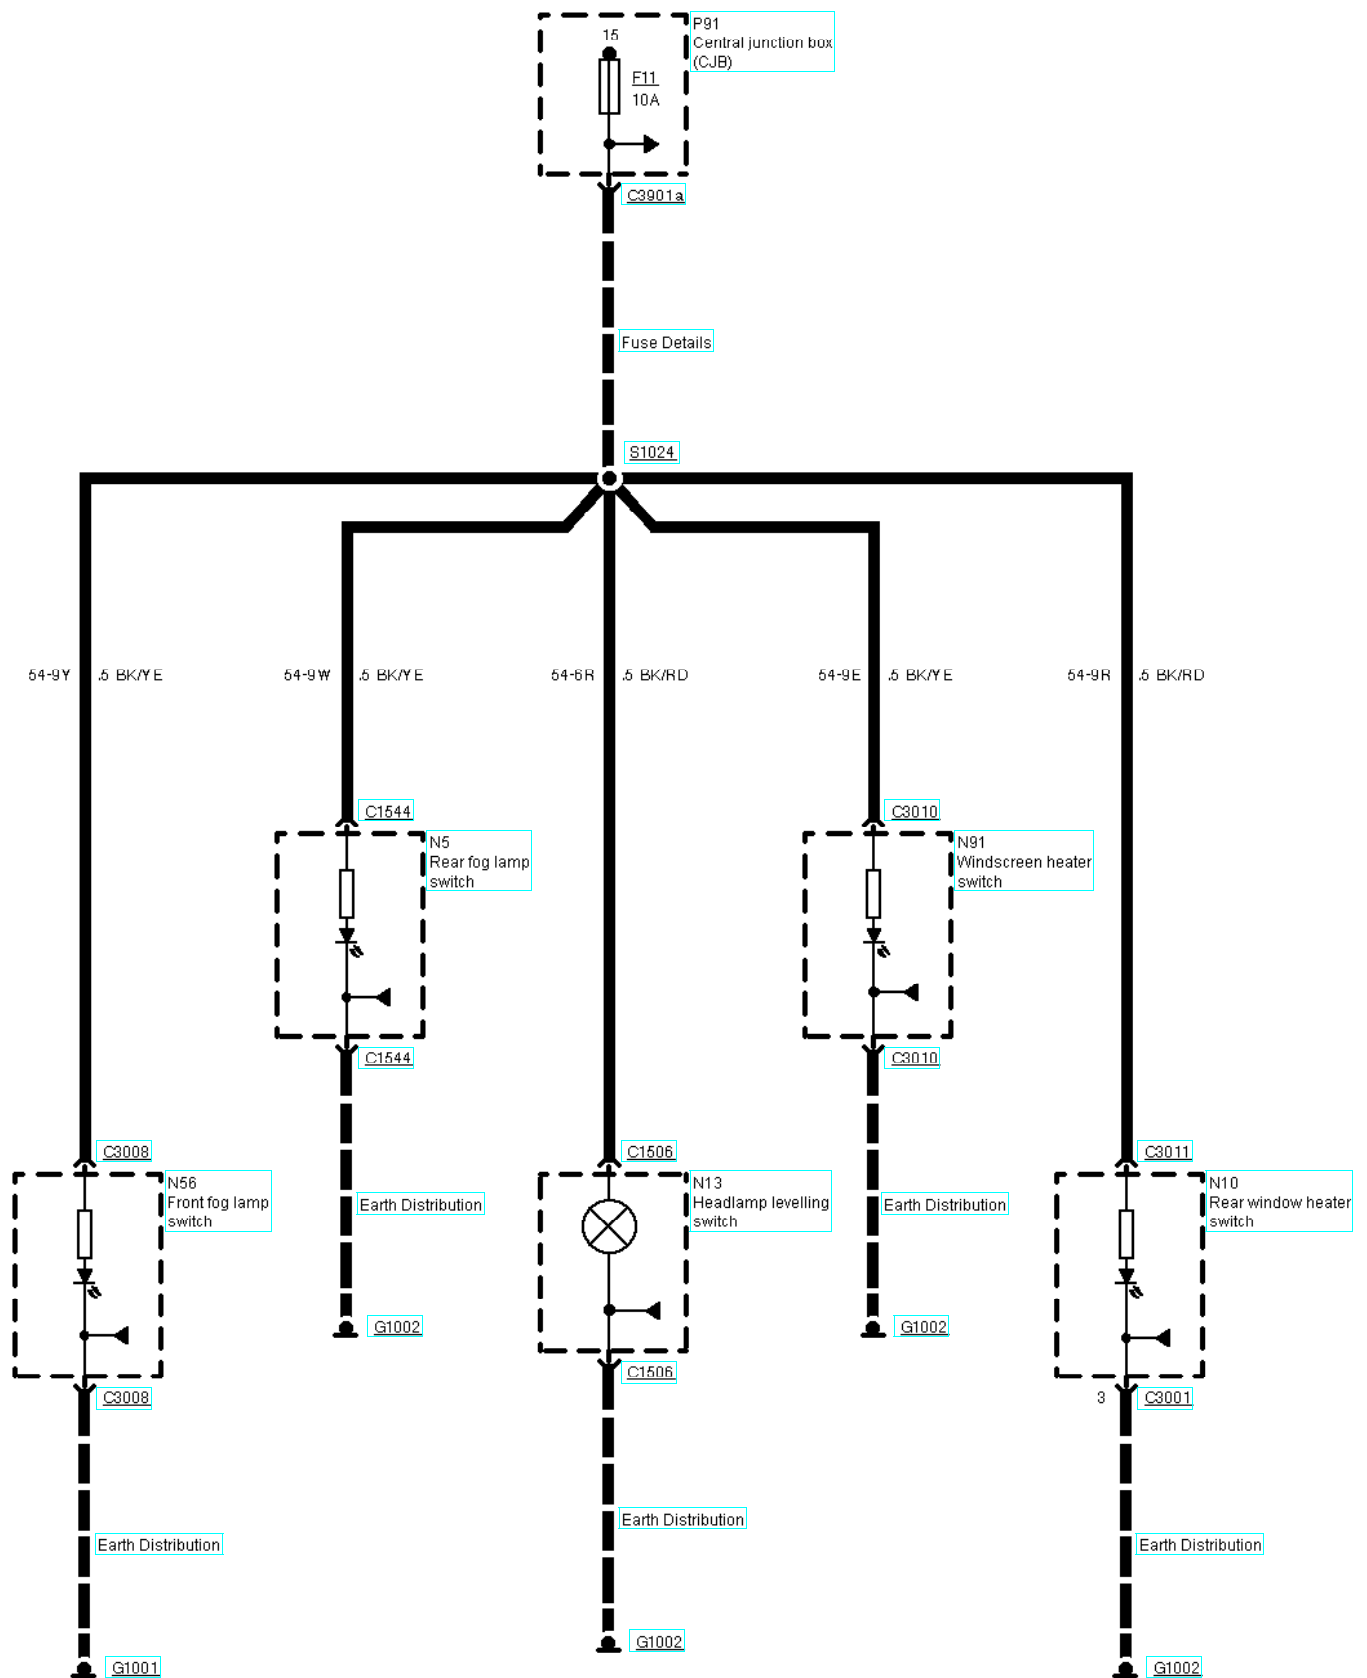 P91
Central junction box
(CJB)
15
F11
10A
C3901a
Fuse Details
S1024
54-9Y .5 BK/YE
54-9W .5 BK/YE
54-6R .5 BK/RD
54-9E .5 BK/YE
54-9R .5 BK/RD
C1544
C3010
N5
Rear fog lamp
switch
N91
Windscreen heater
switch
C1544
C3010
C3008
C1506
C3011
N56
Front fog lamp
switch
N13
Headlamp levelling
switch
N10
Rear window heater
switch
Earth Distribution
Earth Distribution
G1002
G1002
C3008
C1506
3 C3001
Earth Distribution
Earth Distribution
Earth Distribution
G1001
G1002
G1002